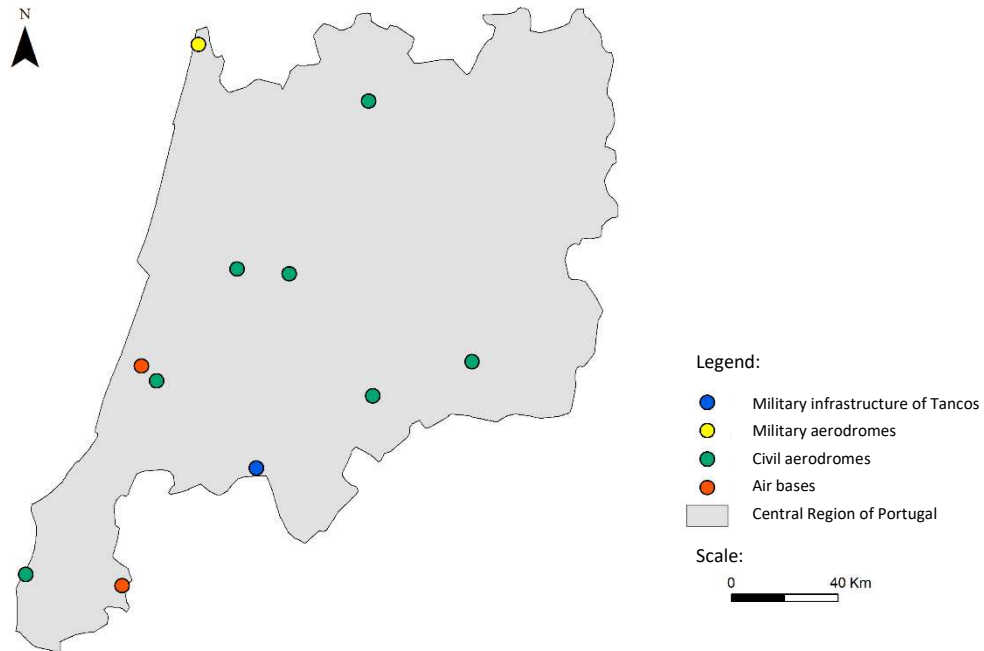 N
Legend:
Military infrastructure of Tancos
Military aerodromes
Civil aerodromes
Air bases
Central Region of Portugal
Scale:
0 40 Km